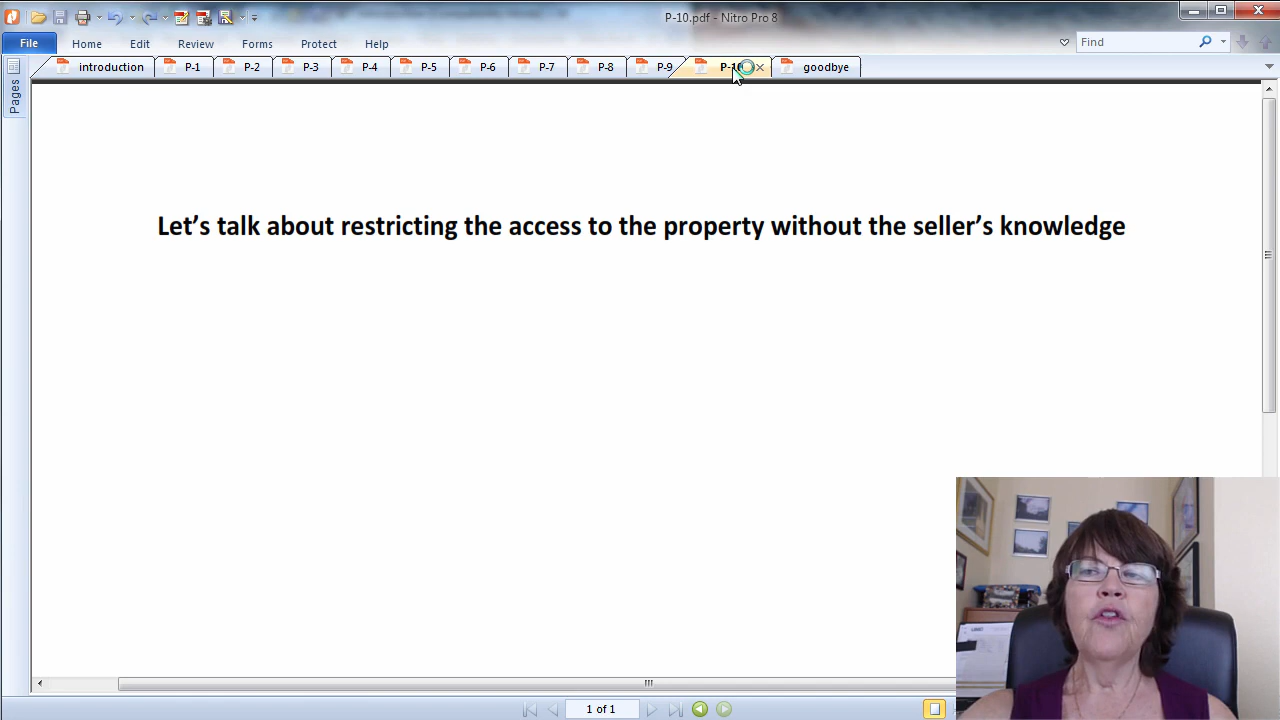 P-10.pdf - Nitro Pro 8
File Home Edit Review Forms Protect Help Find
introduction P-1 P-2 P-3 P-4 P-5 P-6 P-7 P-8 P-9 P-10 goodbye
Pages
Let’s talk about restricting the access to the property without the seller’s knowledge
1 of 1